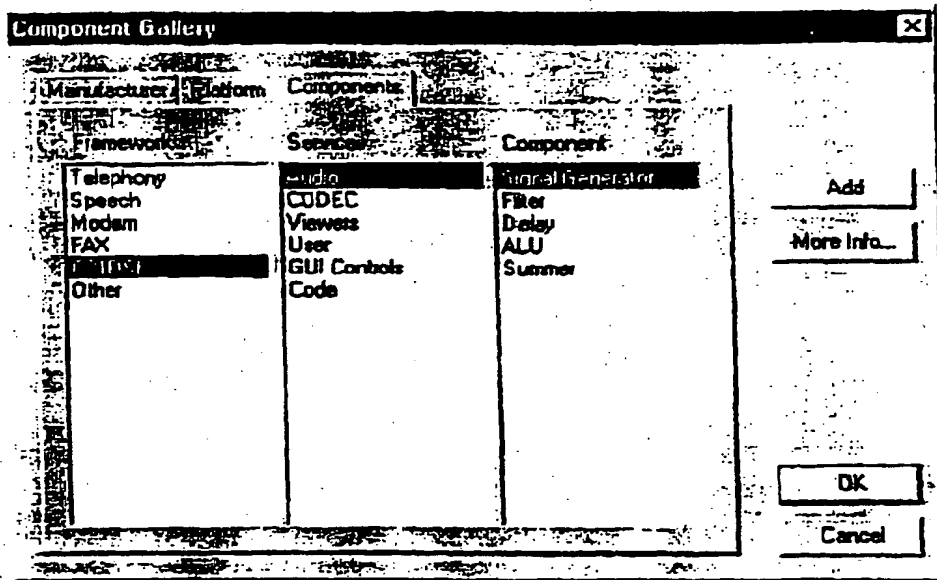 Component Gallery
Manufacturer Platform Components
Frameworks Services Component
Telephony
Speech
Modem
FAX
Other
Audio
CODEC
Viewers
User
GUI Controls
Code
Signal Generator
Filter
Delay
ALU
Summer
Add
More Info...
OK
Cancel